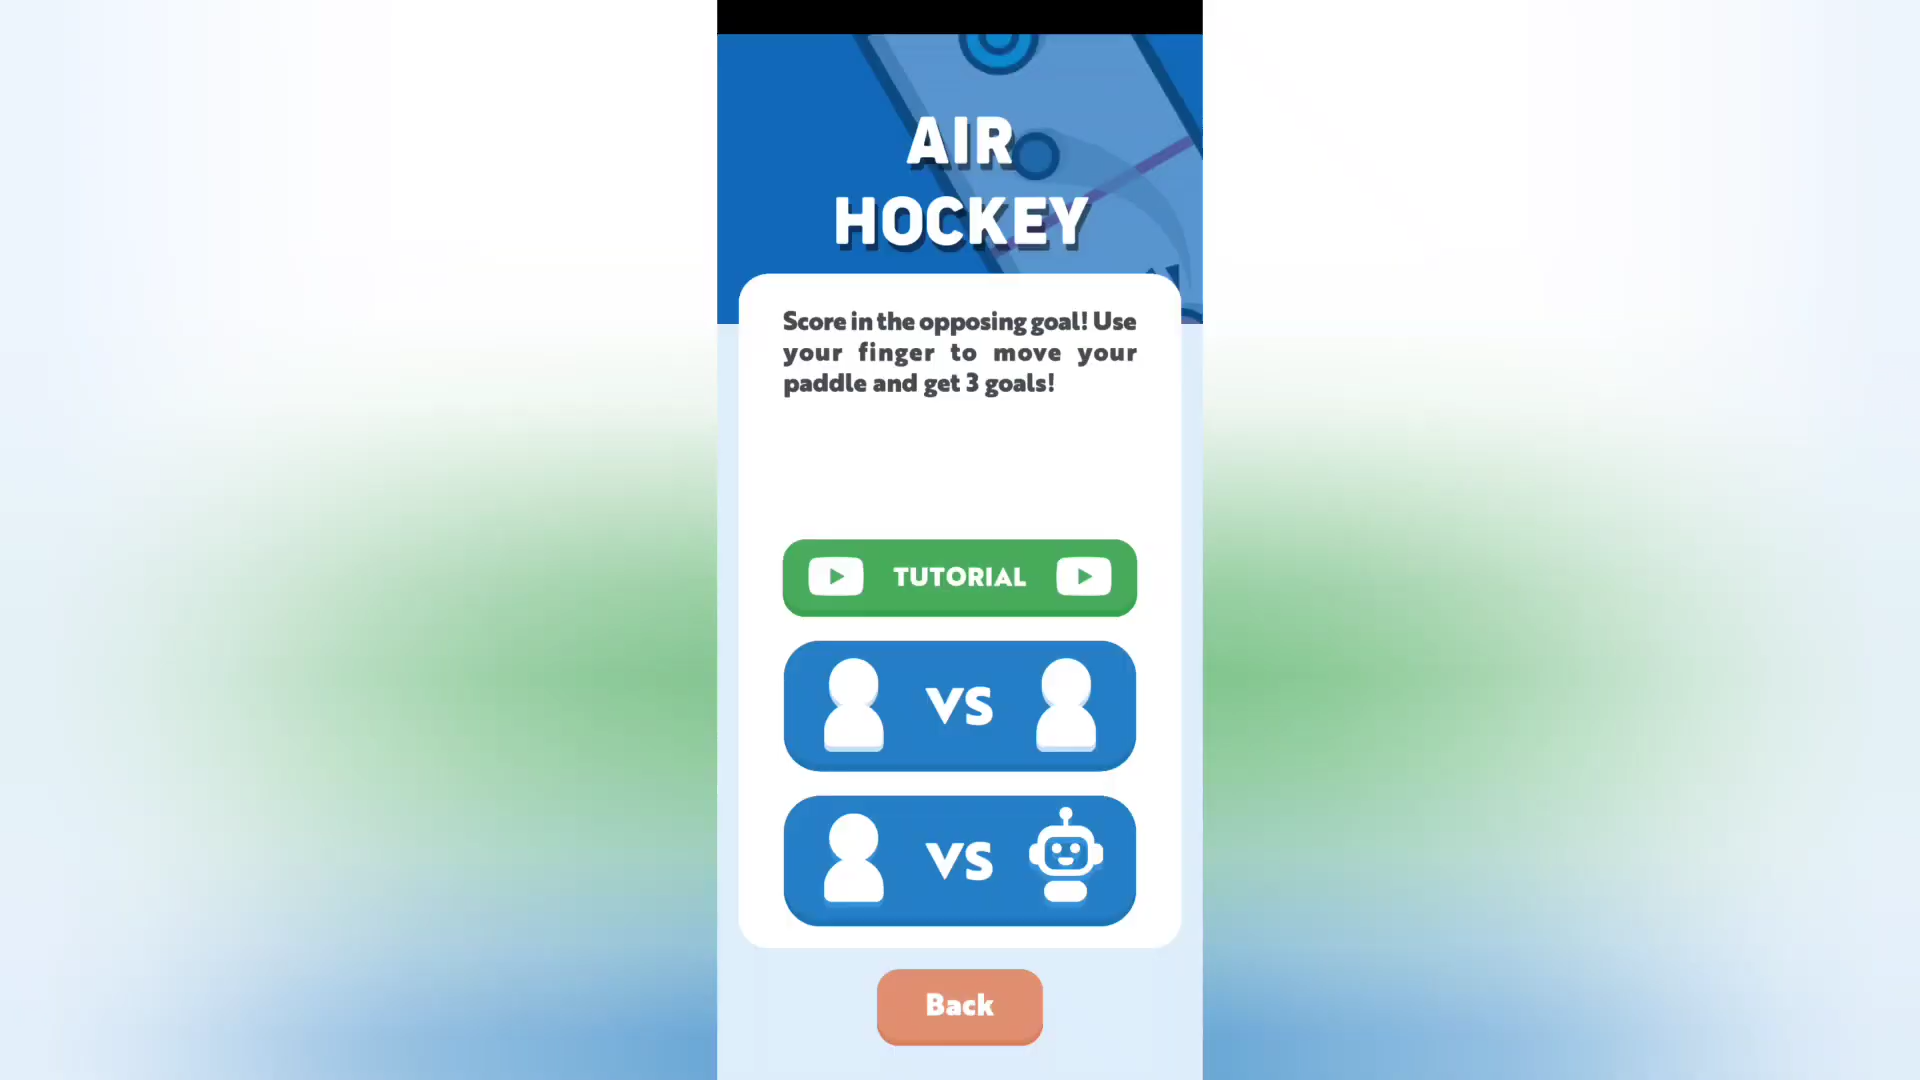 AIR
HOCKEY
Score in the opposing goal! Use
your finger to move your
paddle and get 3 goals!
TUTORIAL
VS
VS
Back